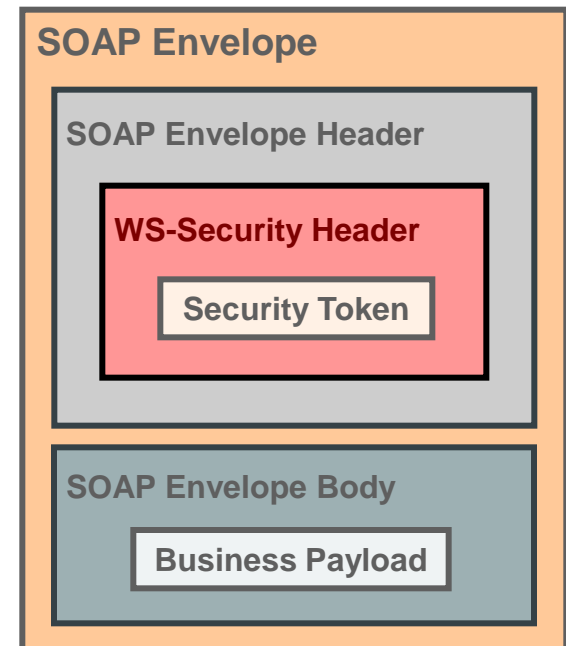 SOAP Envelope
SOAP Envelope Header
WS-Security Header
Security Token
SOAP Envelope Body
Business Payload